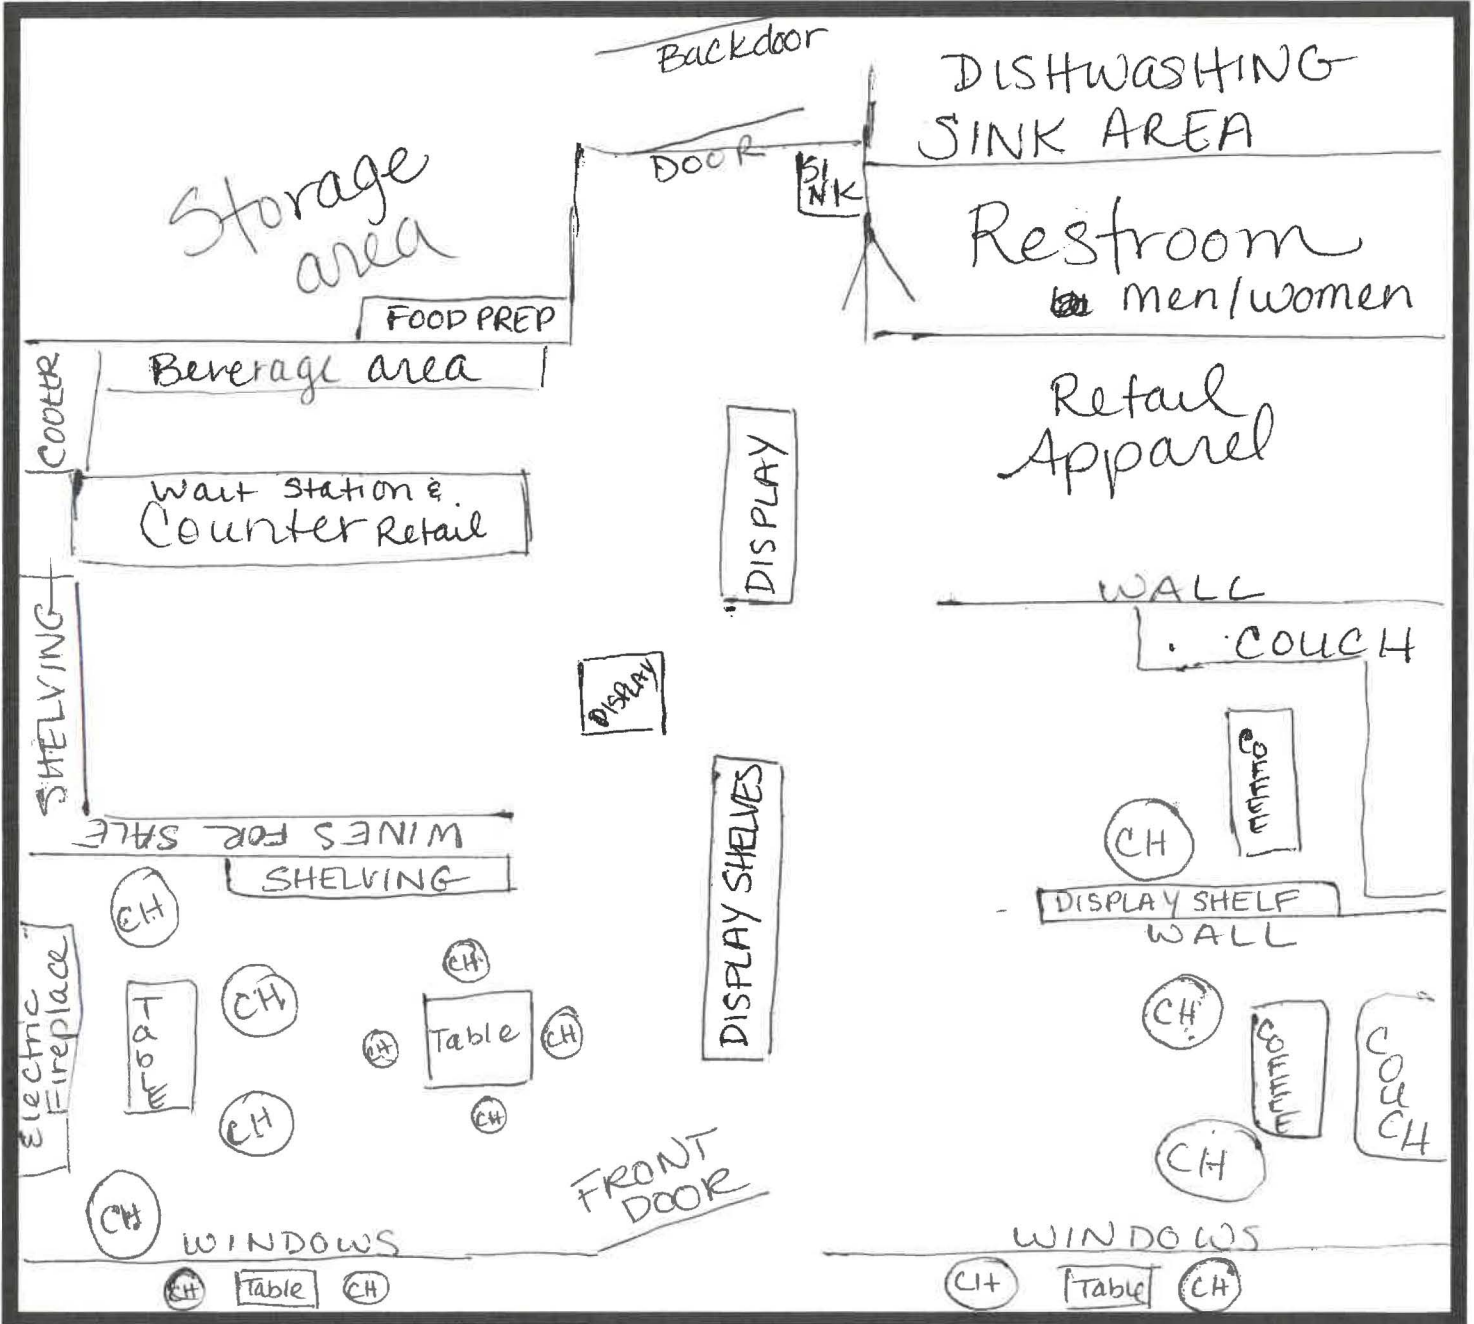 Backdoor
DISHWASHING
SINK AREA
DOOR
SI
NK
Storage
area
Restroom
men/women
FOOD PREP
COOLER
Beverage area
Retail
Apparel
Wait Station &
Counter Retail
DISPLAY
SHELVING
WALL
COUCH
DISPLAY
COFFEE
CH
WINES FOR SALE
SHELVING
DISPLAY SHELVES
DISPLAY SHELF
WALL
CH
Electric
Fireplace
Table
CH
CH
CH
CH
Table
CH
CH
CH
CH
COFFEE
COUCH
CH
CH
FRONT
DOOR
WINDOWS
WINDOWS
CH
Table
CH
CH
Table
CH